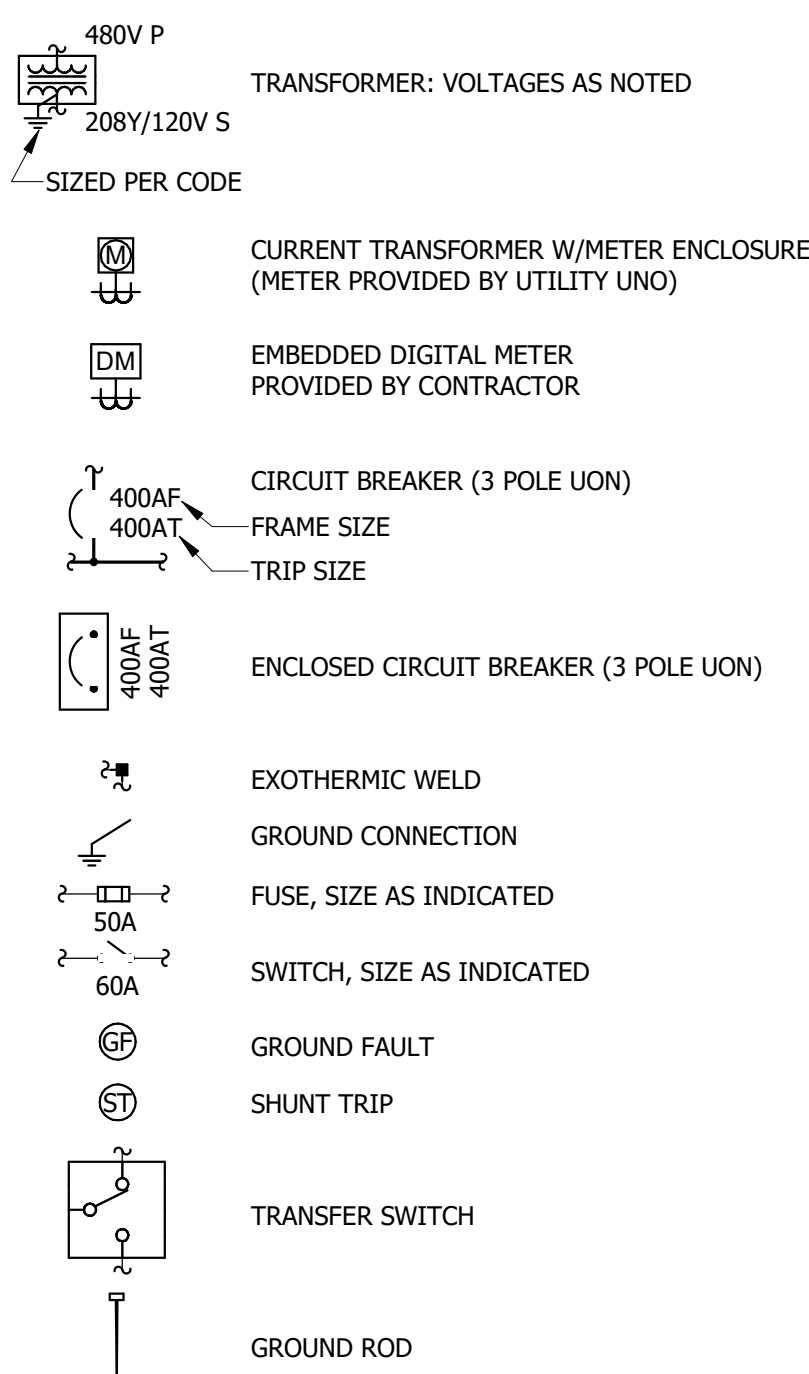 480V P
TRANSFORMER: VOLTAGES AS NOTED
208Y/120V S
SIZED PER CODE
M
CURRENT TRANSFORMER W/METER ENCLOSURE
(METER PROVIDED BY UTILITY UNO)
DM
EMBEDDED DIGITAL METER
PROVIDED BY CONTRACTOR
CIRCUIT BREAKER (3 POLE UON)
400AF
FRAME SIZE
400AT
TRIP SIZE
400AF
400AT
ENCLOSED CIRCUIT BREAKER (3 POLE UON)
EXOTHERMIC WELD
GROUND CONNECTION
FUSE, SIZE AS INDICATED
50A
SWITCH, SIZE AS INDICATED
60A
GF
GROUND FAULT
ST
SHUNT TRIP
TRANSFER SWITCH
GROUND ROD